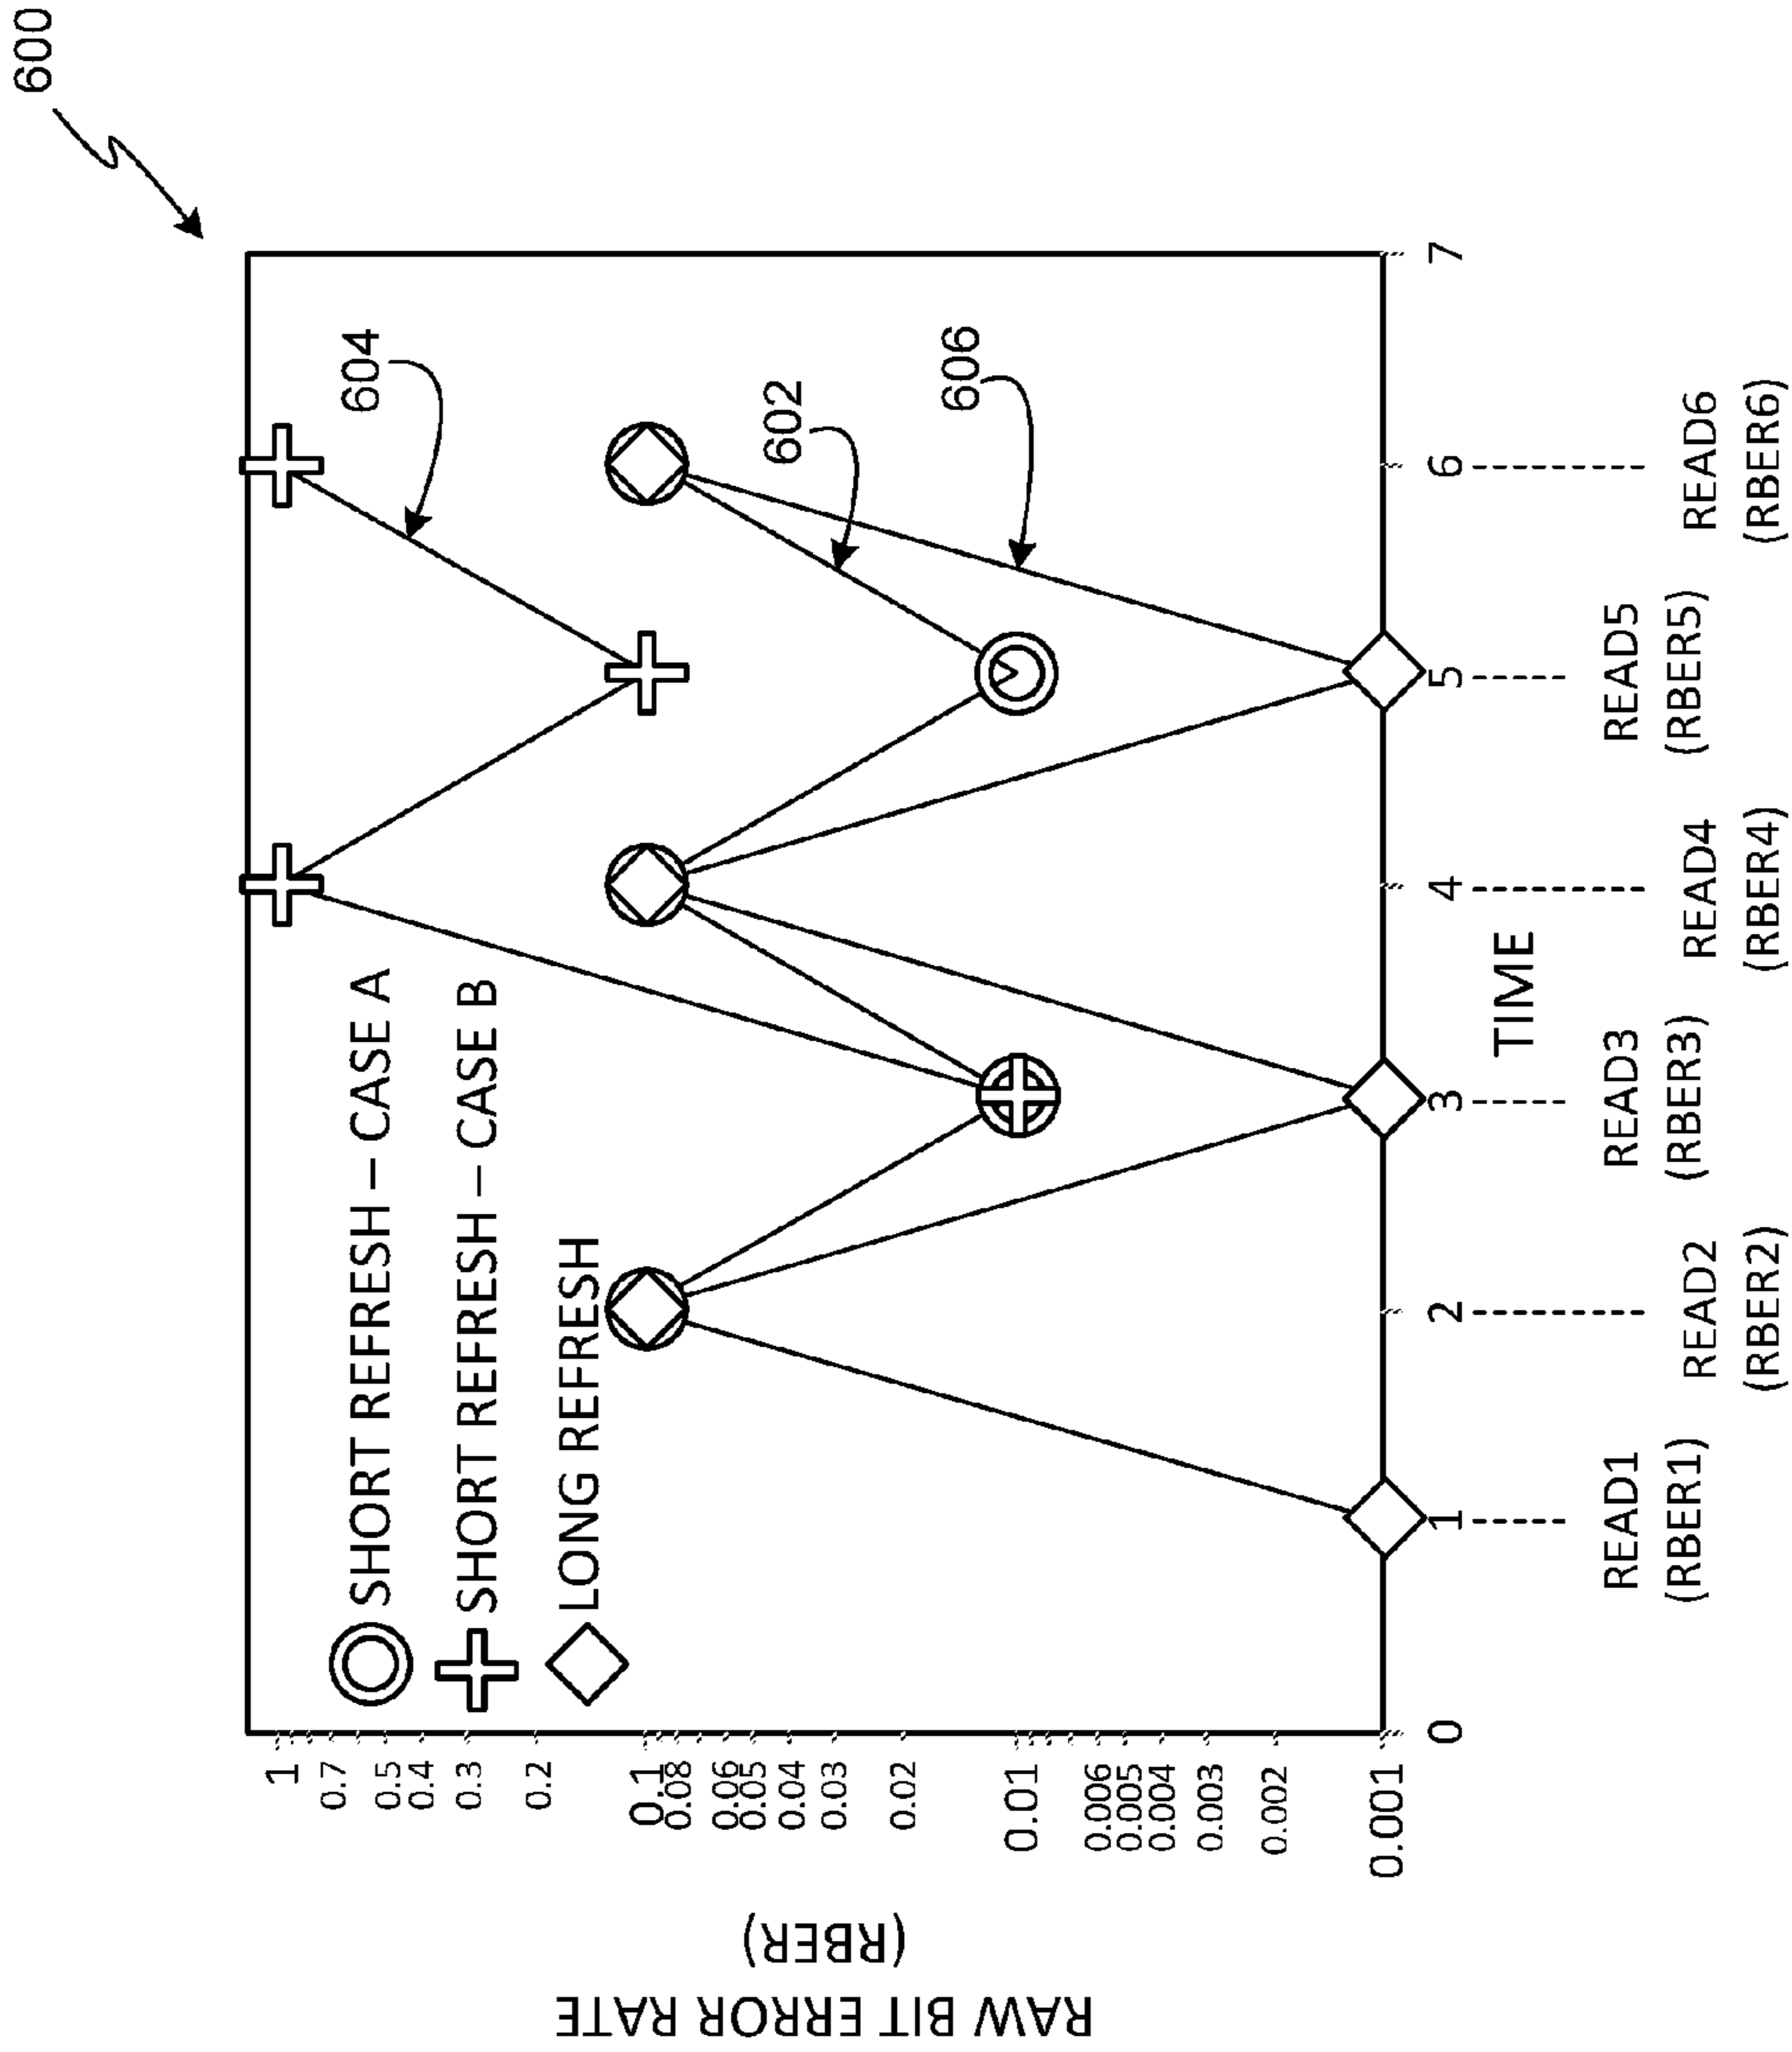 600
RAW BIT ERROR RATE
(RBER)
1
0.7
0.5
0.4
0.3
0.2
0.1
0.08
0.06
0.05
0.04
0.03
0.02
0.01
0.006
0.005
0.004
0.003
0.002
0.001
SHORT REFRESH – CASE A
SHORT REFRESH – CASE B
LONG REFRESH
604
602
606
0 1 2 3 4 5 6 7
TIME
READ1
(RBER1)
READ2
(RBER2)
READ3
(RBER3)
READ4
(RBER4)
READ5
(RBER5)
READ6
(RBER6)